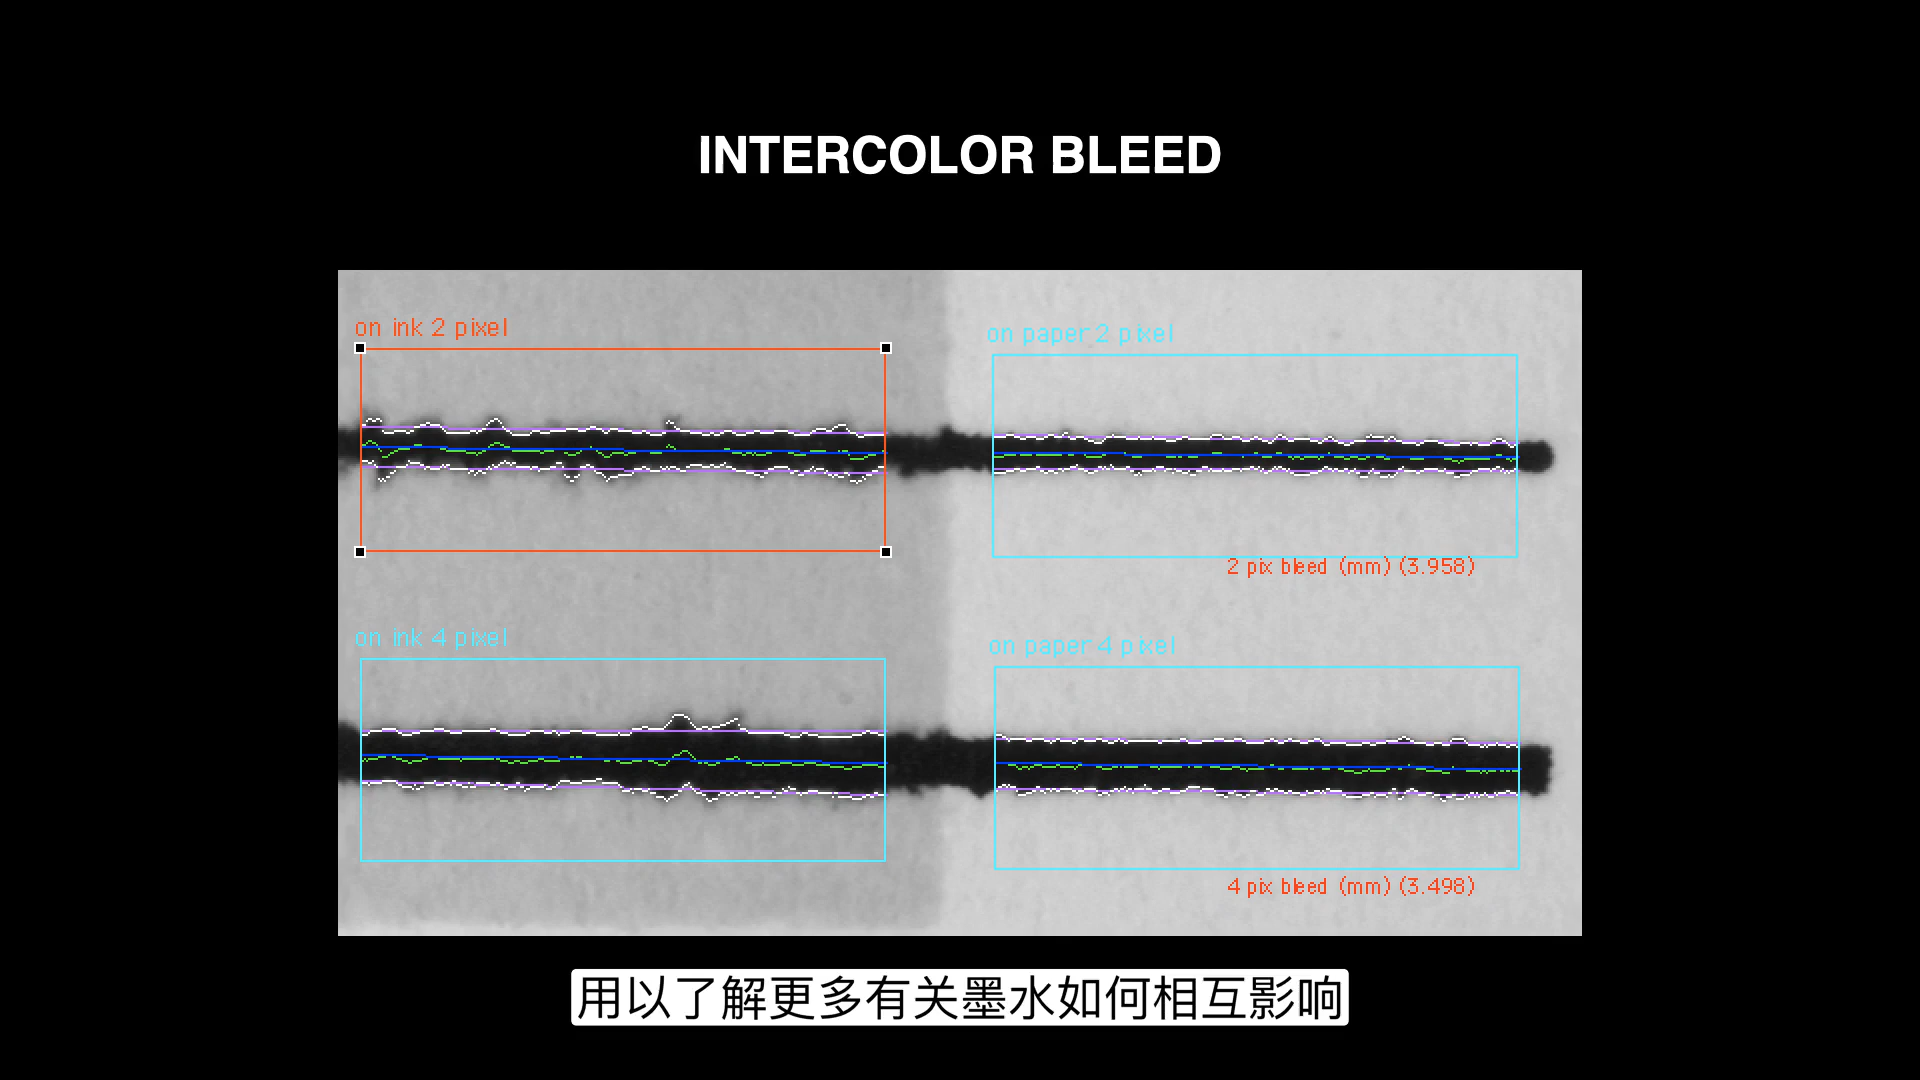 INTERCOLOR BLEED
on ink 2 pixel
on paper 2 pixel
2 pix bleed (mm) (3.958)
on ink 4 pixel
on paper 4 pixel
4 pix bleed (mm) (3.498)
用以了解更多有关墨水如何相互影响